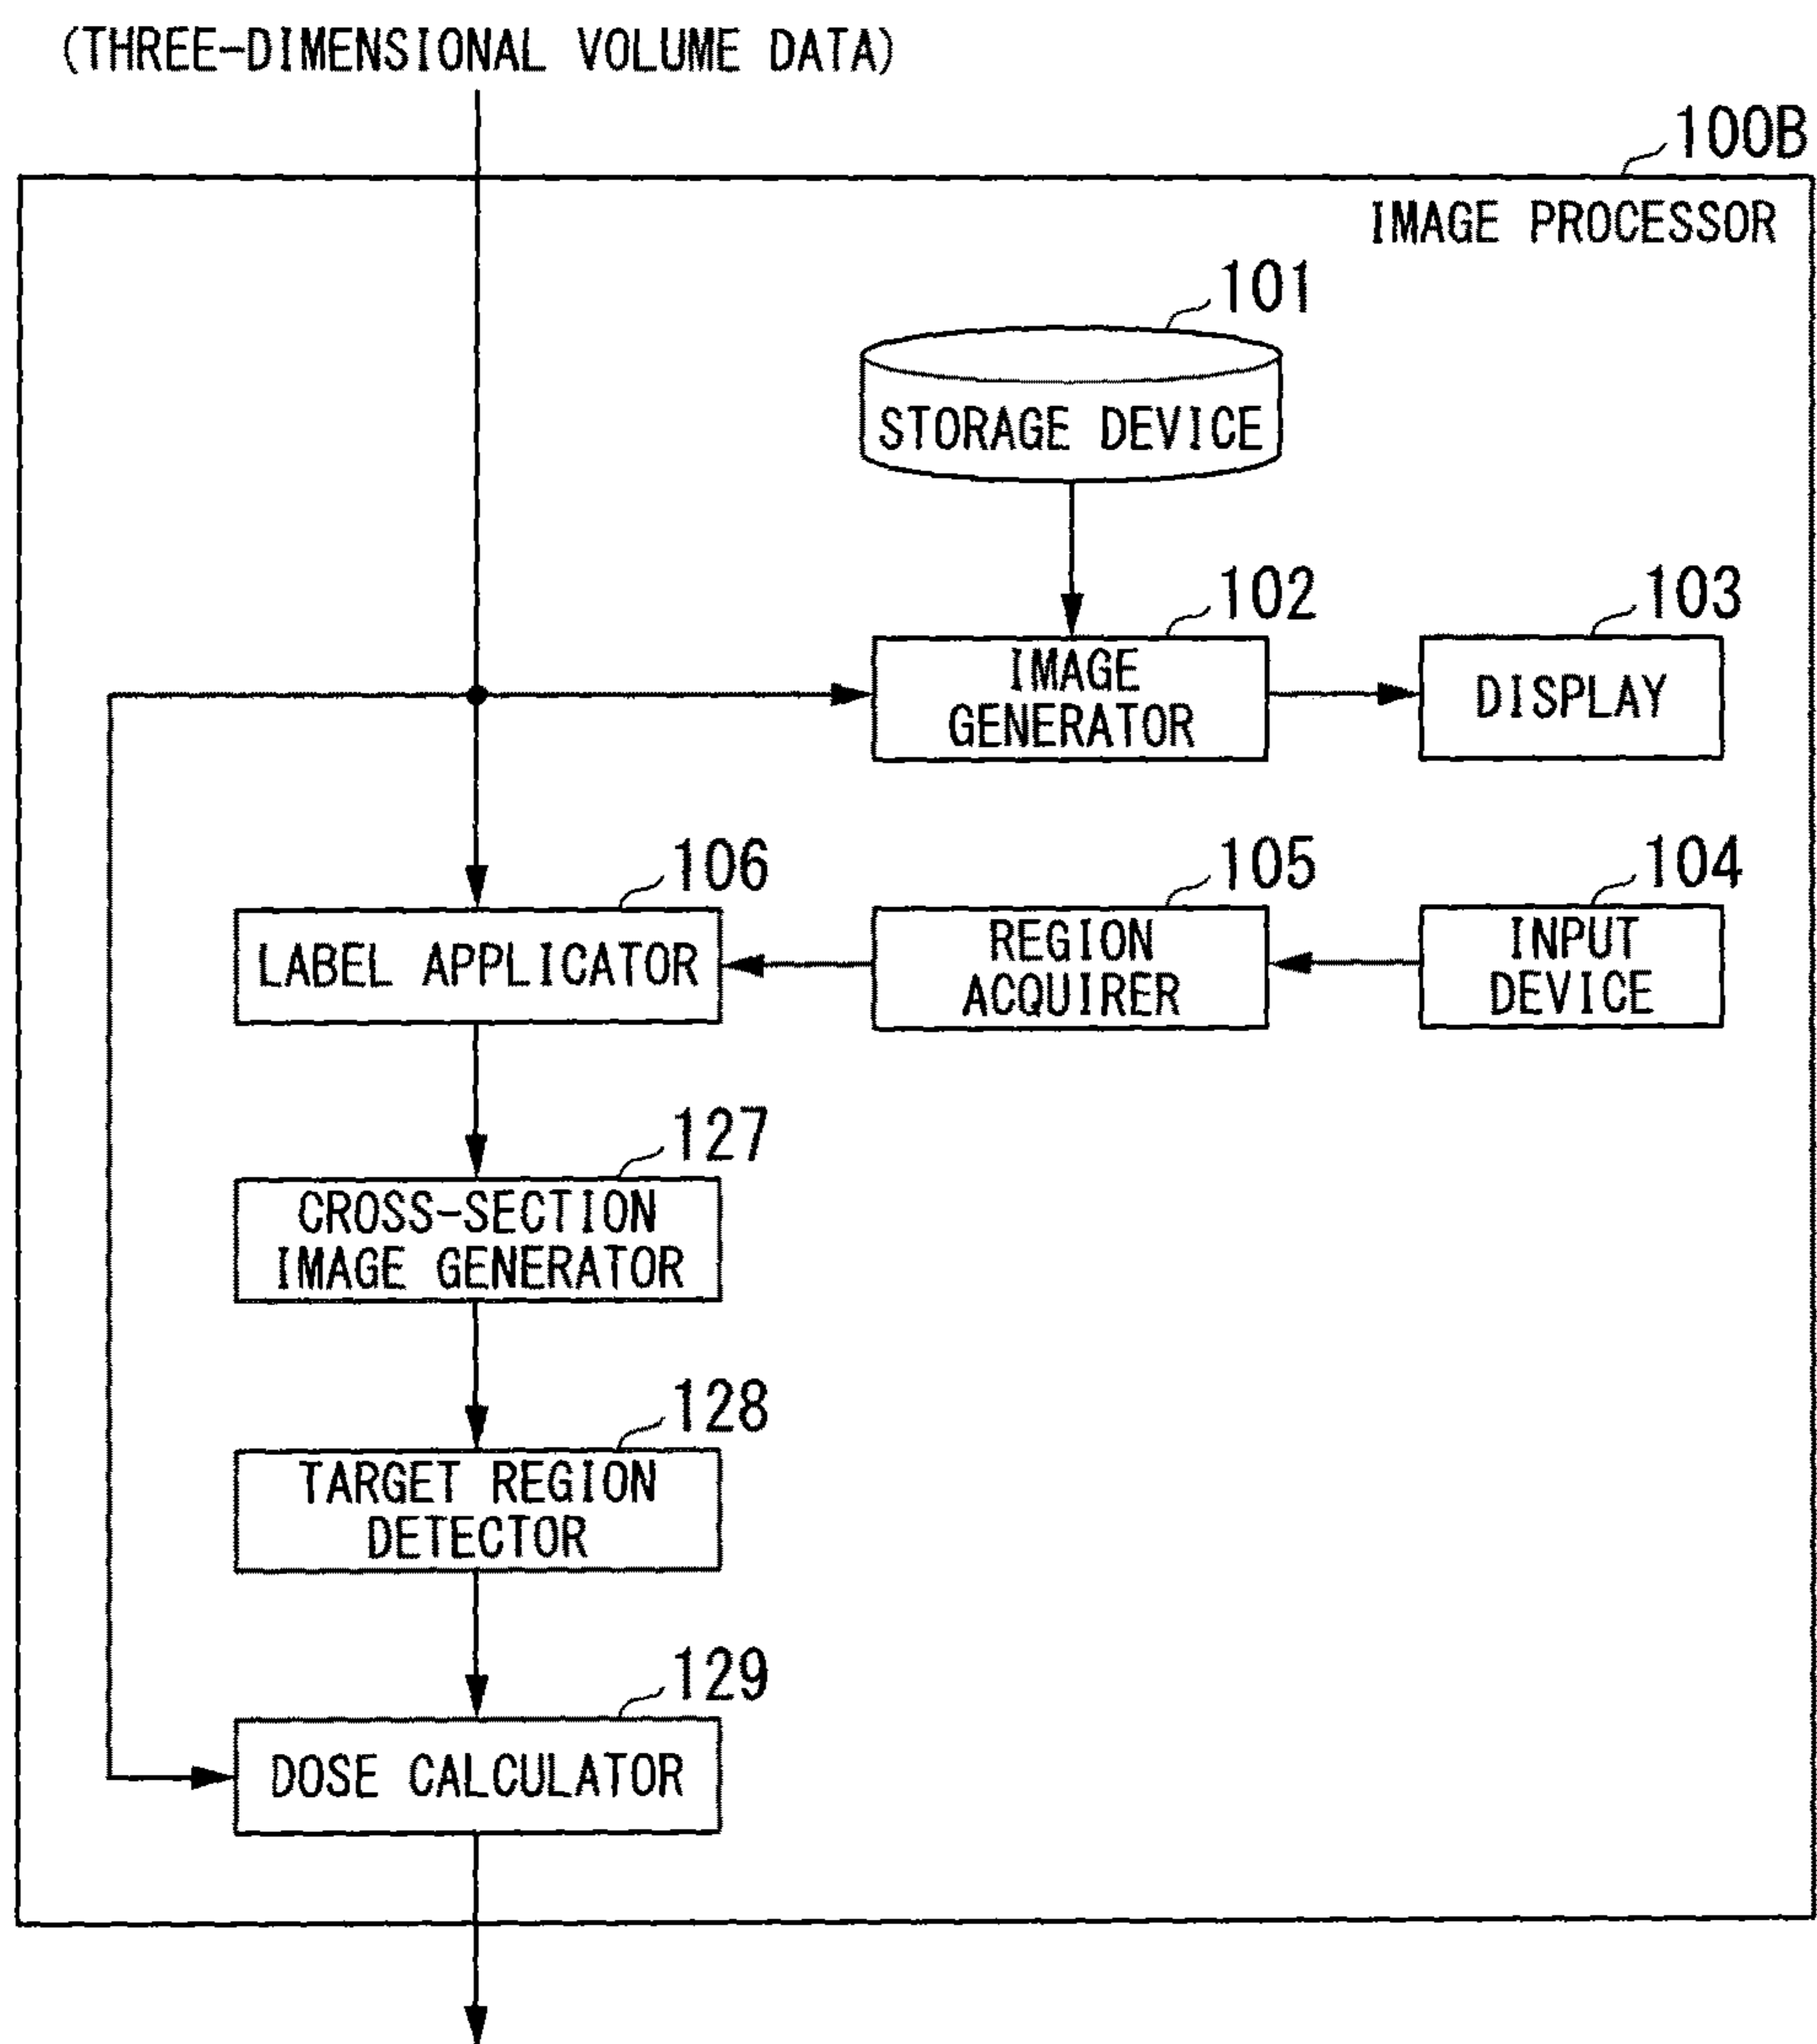 (THREE-DIMENSIONAL VOLUME DATA)
100B
IMAGE PROCESSOR
101
STORAGE DEVICE
102
IMAGE
GENERATOR
103
DISPLAY
106
LABEL APPLICATOR
105
REGION
ACQUIRER
104
INPUT
DEVICE
127
CROSS-SECTION
IMAGE GENERATOR
128
TARGET REGION
DETECTOR
129
DOSE CALCULATOR